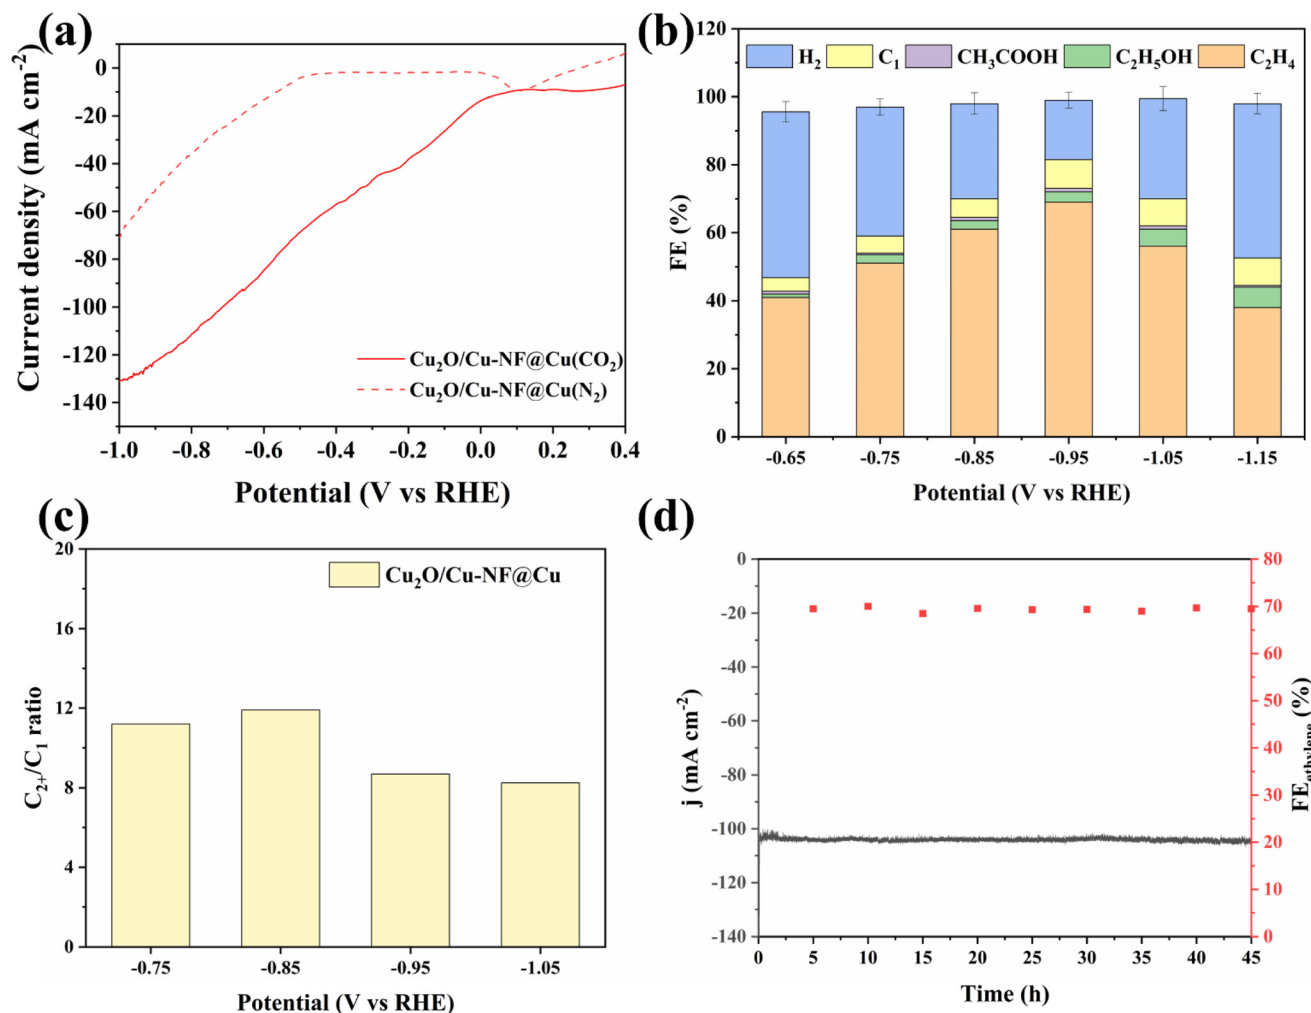 (a)
0
-20
-40
-60
-80
-100
-120
-140
Current density (mA cm⁻²)
Cu₂O/Cu-NF@Cu(CO₂)
Cu₂O/Cu-NF@Cu(N₂)
-1.0 -0.8 -0.6 -0.4 -0.2 0.0 0.2 0.4
Potential (V vs RHE)
(b)
120
100
80
60
40
20
0
FE (%)
H₂ C₁ CH₃COOH C₂H₅OH C₂H₄
-0.65 -0.75 -0.85 -0.95 -1.05 -1.15
Potential (V vs RHE)
(c)
20
16
12
8
4
0
C₂₊/C₁ ratio
Cu₂O/Cu-NF@Cu
-0.75 -0.85 -0.95 -1.05
Potential (V vs RHE)
(d)
0
-20
-40
-60
-80
-100
-120
-140
j (mA cm⁻²)
80
70
60
50
40
30
20
10
0
FEethylene (%)
0 5 10 15 20 25 30 35 40 45
Time (h)